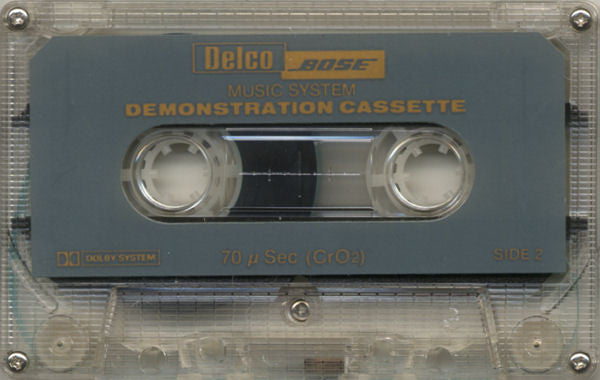 Delco BOSE
MUSIC SYSTEM
DEMONSTRATION CASSETTE
DOLBY SYSTEM
70 μ Sec (CrO2)
SIDE 2